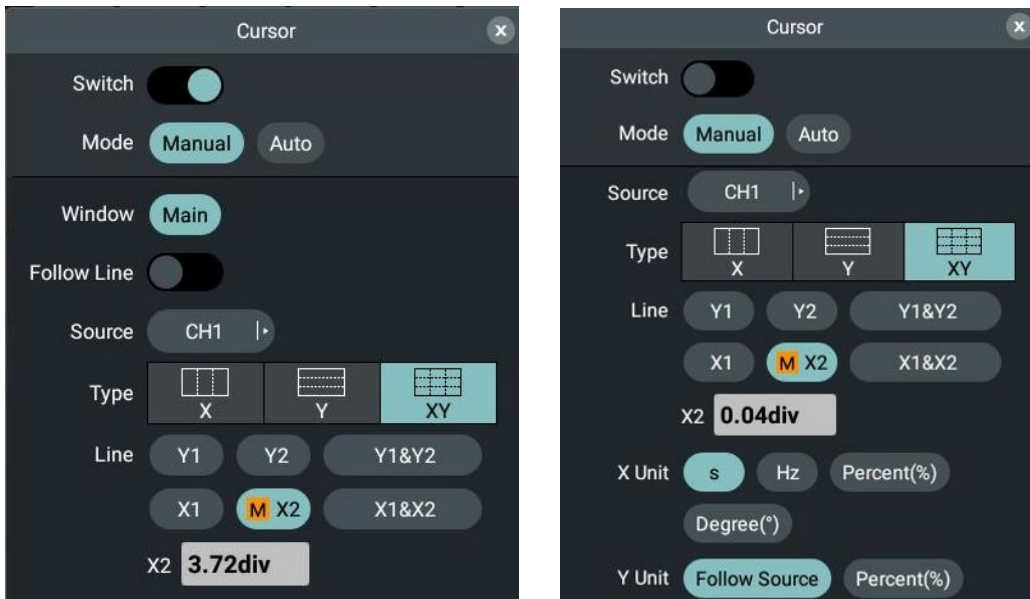 Cursor
x
Switch
Mode Manual Auto
Window Main
Follow Line
Source CH1
Type X Y XY
Line Y1 Y2 Y1&Y2
X1 M X2 X1&X2
X2 3.72div
Cursor
x
Switch
Mode Manual Auto
Source CH1
Type X Y XY
Line Y1 Y2 Y1&Y2
X1 M X2 X1&X2
X2 0.04div
X Unit s Hz Percent(%)
Degree(°)
Y Unit Follow Source Percent(%)